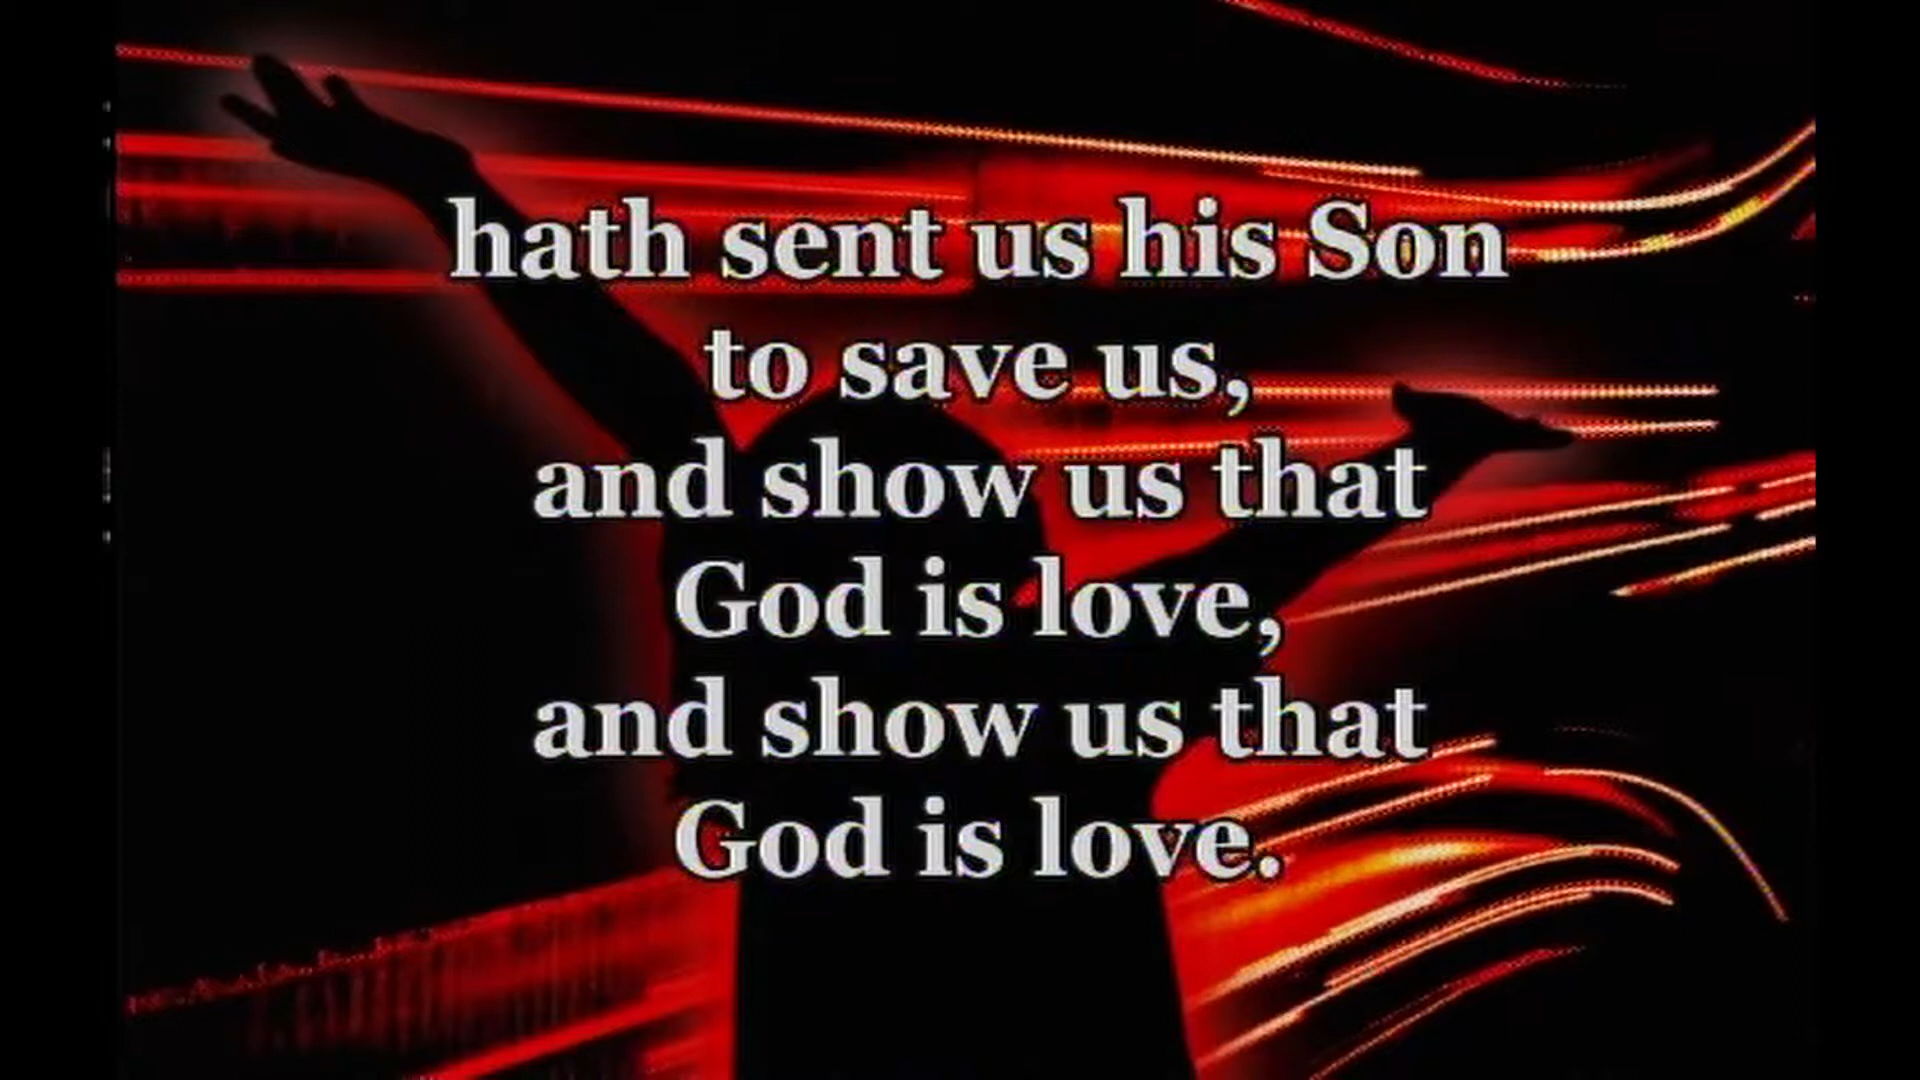 hath sent us his Son
to save us,
and show us that
God is love,
and show us that
God is love.